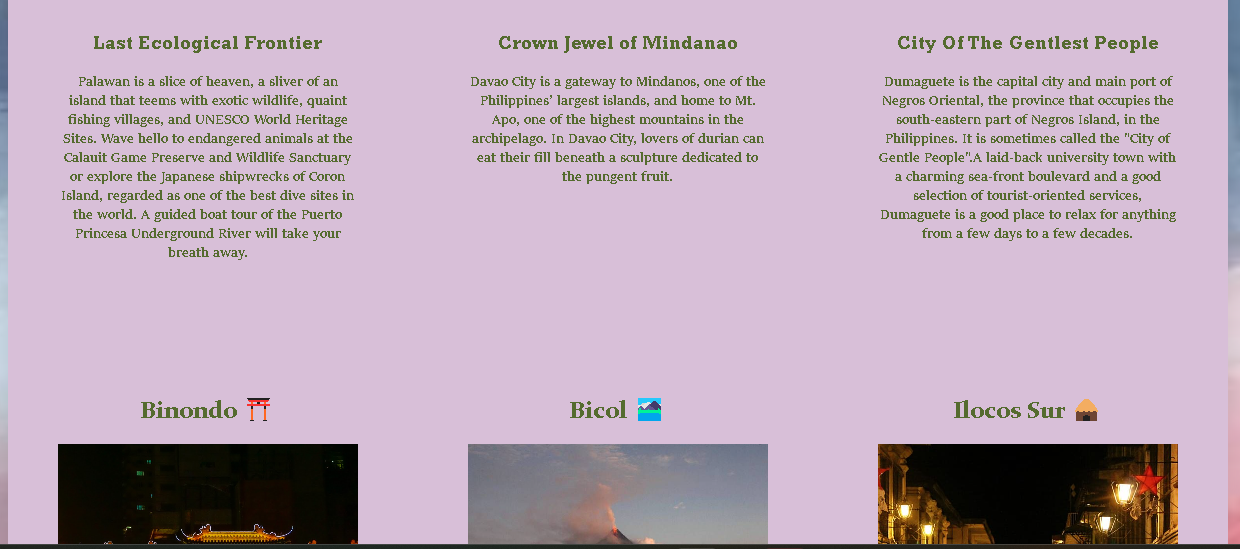 Last Ecological Frontier
Palawan is a slice of heaven, a sliver of an
island that teems with exotic wildlife, quaint
fishing villages, and UNESCO World Heritage
Sites. Wave hello to endangered animals at the
Calauit Game Preserve and Wildlife Sanctuary
or explore the Japanese shipwrecks of Coron
Island, regarded as one of the best dive sites in
the world. A guided boat tour of the Puerto
Princesa Underground River will take your
breath away.
Crown Jewel of Mindanao
Davao City is a gateway to Mindanos, one of the
Philippines' largest islands, and home to Mt.
Apo, one of the highest mountains in the
archipelago. In Davao City, lovers of durian can
eat their fill beneath a sculpture dedicated to
the pungent fruit.
City Of The Gentlest People
Dumaguete is the capital city and main port of
Negros Oriental, the province that occupies the
south-eastern part of Negros Island, in the
Philippines. It is sometimes called the "City of
Gentle People".A laid-back university town with
a charming sea-front boulevard and a good
selection of tourist-oriented services,
Dumaguete is a good place to relax for anything
from a few days to a few decades.
Binondo
Bicol
Ilocos Sur